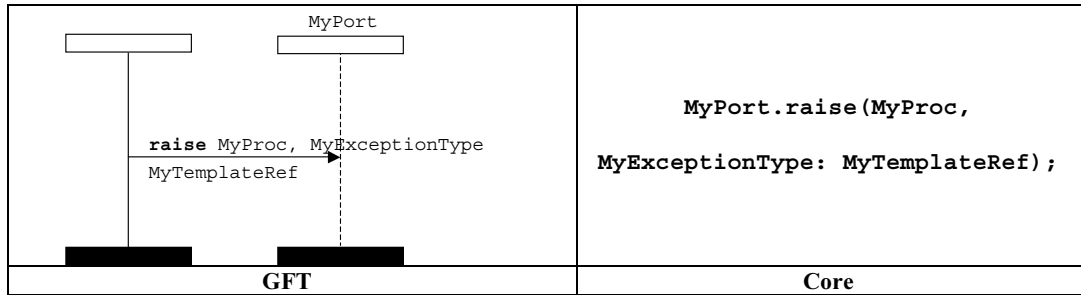 MyPort
raise MyProc, MyExceptionType
MyTemplateRef
MyPort.raise(MyProc,
MyExceptionType: MyTemplateRef);
GFT
Core